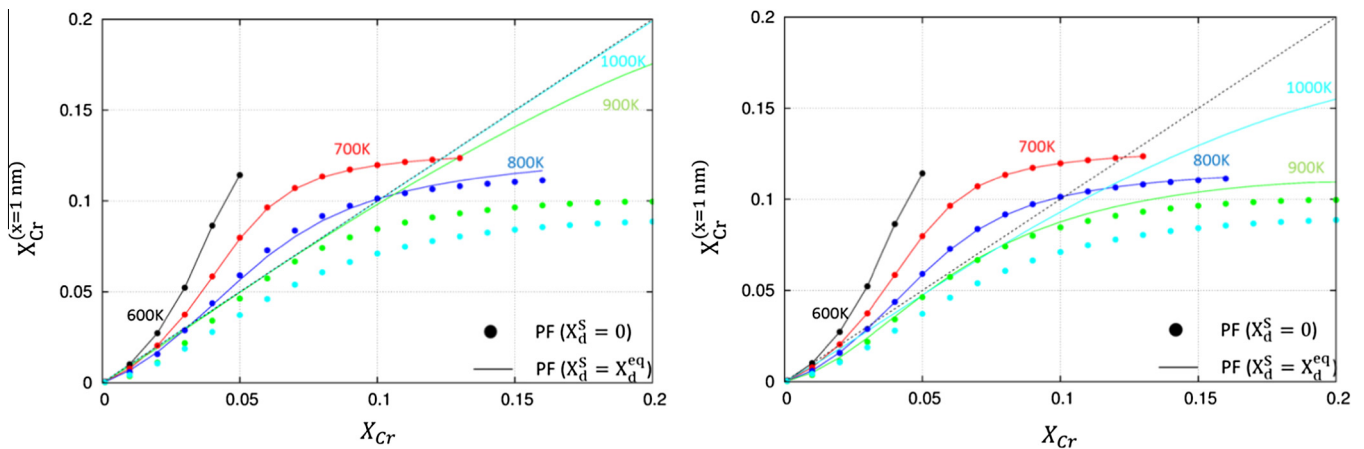 0.2
0.15
0.1
0.05
0
0
0.05
0.1
0.15
0.2
X_Cr^(x=1 nm)
X_Cr
600K
700K
800K
900K
1000K
PF (X_d^S = 0)
PF (X_d^S = X_d^eq)
0.2
0.15
0.1
0.05
0
0
0.05
0.1
0.15
0.2
X_Cr^(x=1 nm)
X_Cr
600K
700K
800K
900K
1000K
PF (X_d^S = 0)
PF (X_d^S = X_d^eq)